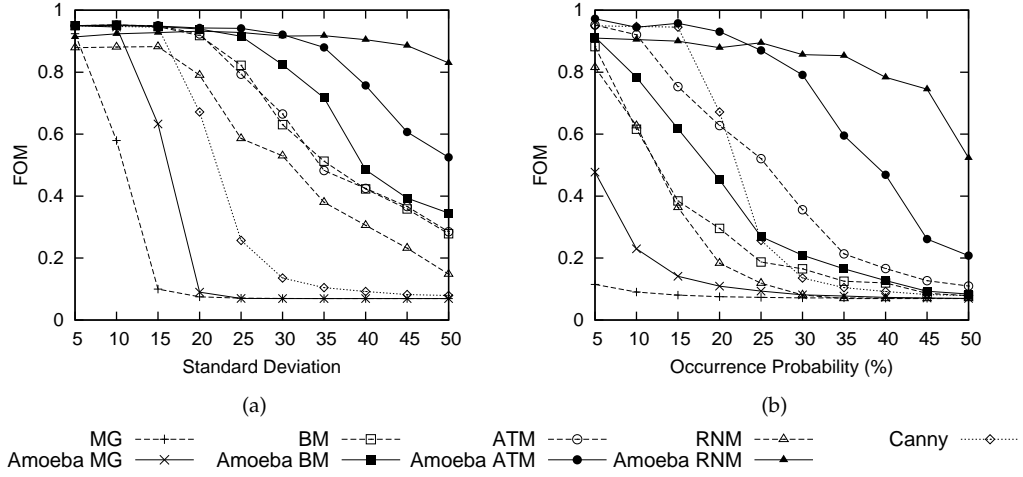 1
0.8
0.6
0.4
0.2
0
FOM
5 10 15 20 25 30 35 40 45 50
Standard Deviation
(a)
1
0.8
0.6
0.4
0.2
0
FOM
5 10 15 20 25 30 35 40 45 50
Occurrence Probability (%)
(b)
MG BM ATM RNM Canny
Amoeba MG Amoeba BM Amoeba ATM Amoeba RNM